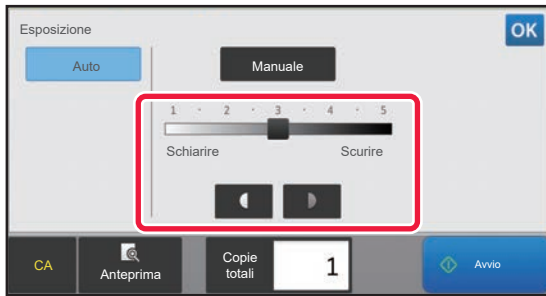 Esposizione
OK
Auto
Manuale
1 · 2 · 3 · 4 · 5
Schiarire
Scurire
CA
Anteprima
Copie
totali
1
Avvio